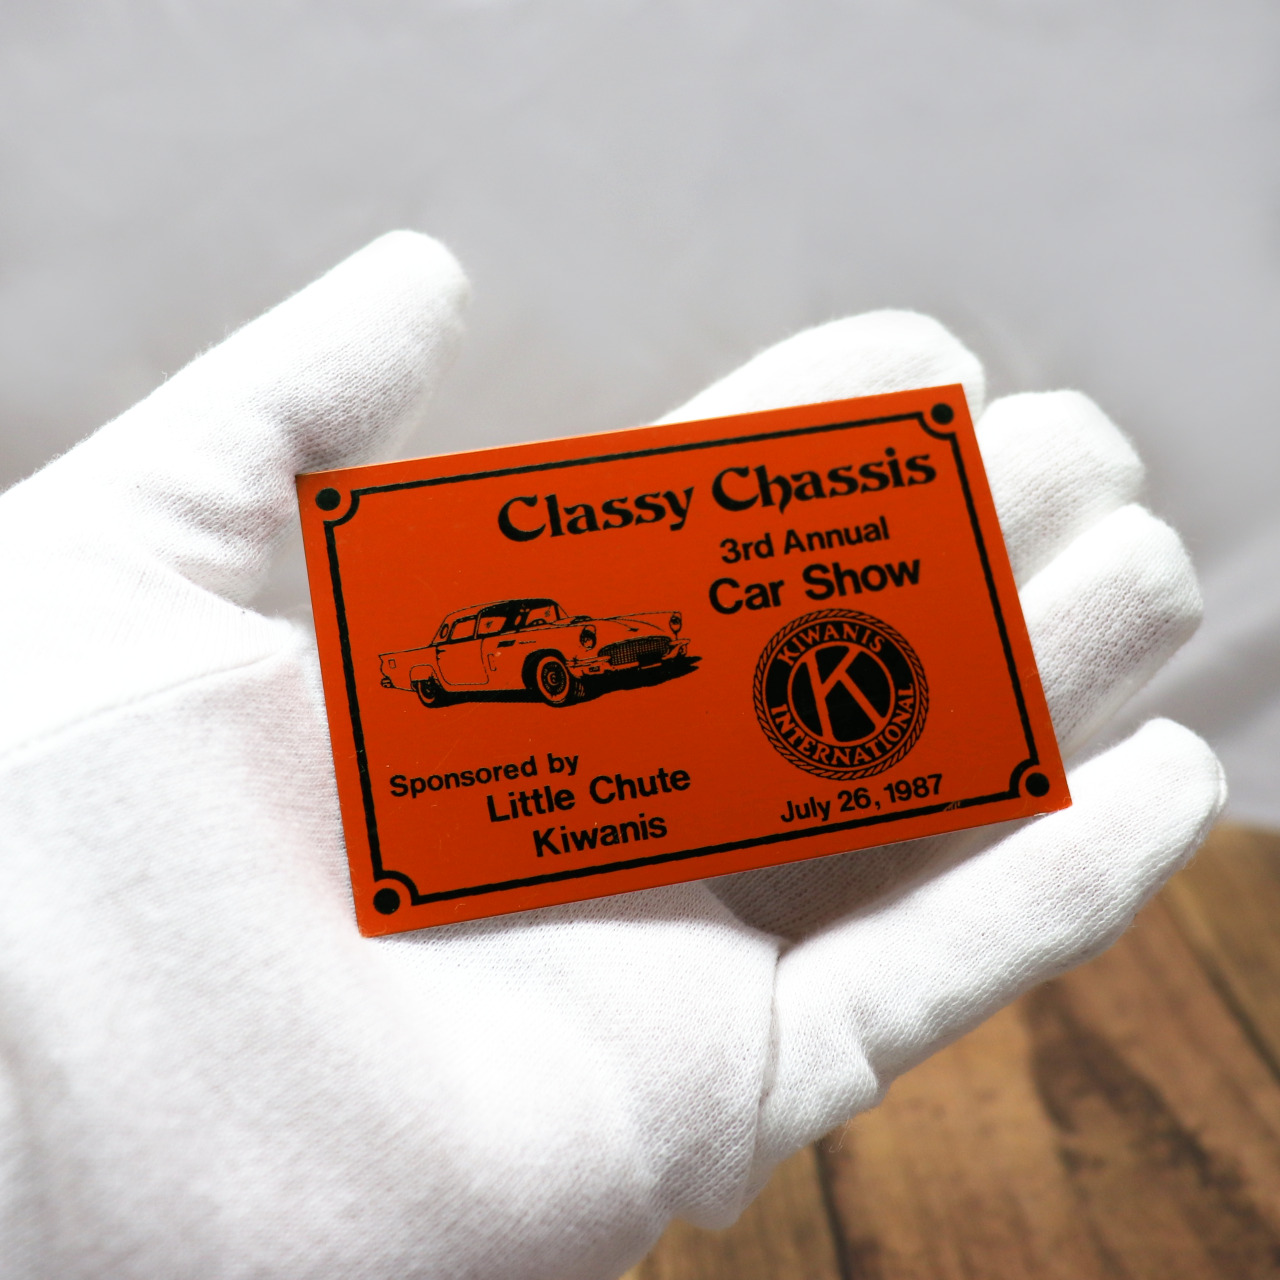 Classy Chassis
3rd Annual
Car Show
KIWANIS
K
INTERNATIONAL
Sponsored by
Little Chute
Kiwanis
July 26, 1987